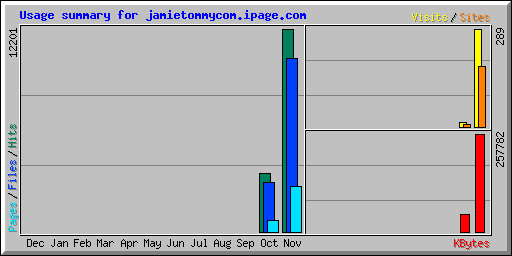 Usage summary for jamietommycom.ipage.com
Visits/Sites
12201
289
257782
Pages/Files/Hits
Dec Jan Feb Mar Apr May Jun Jul Aug Sep Oct Nov
KBytes